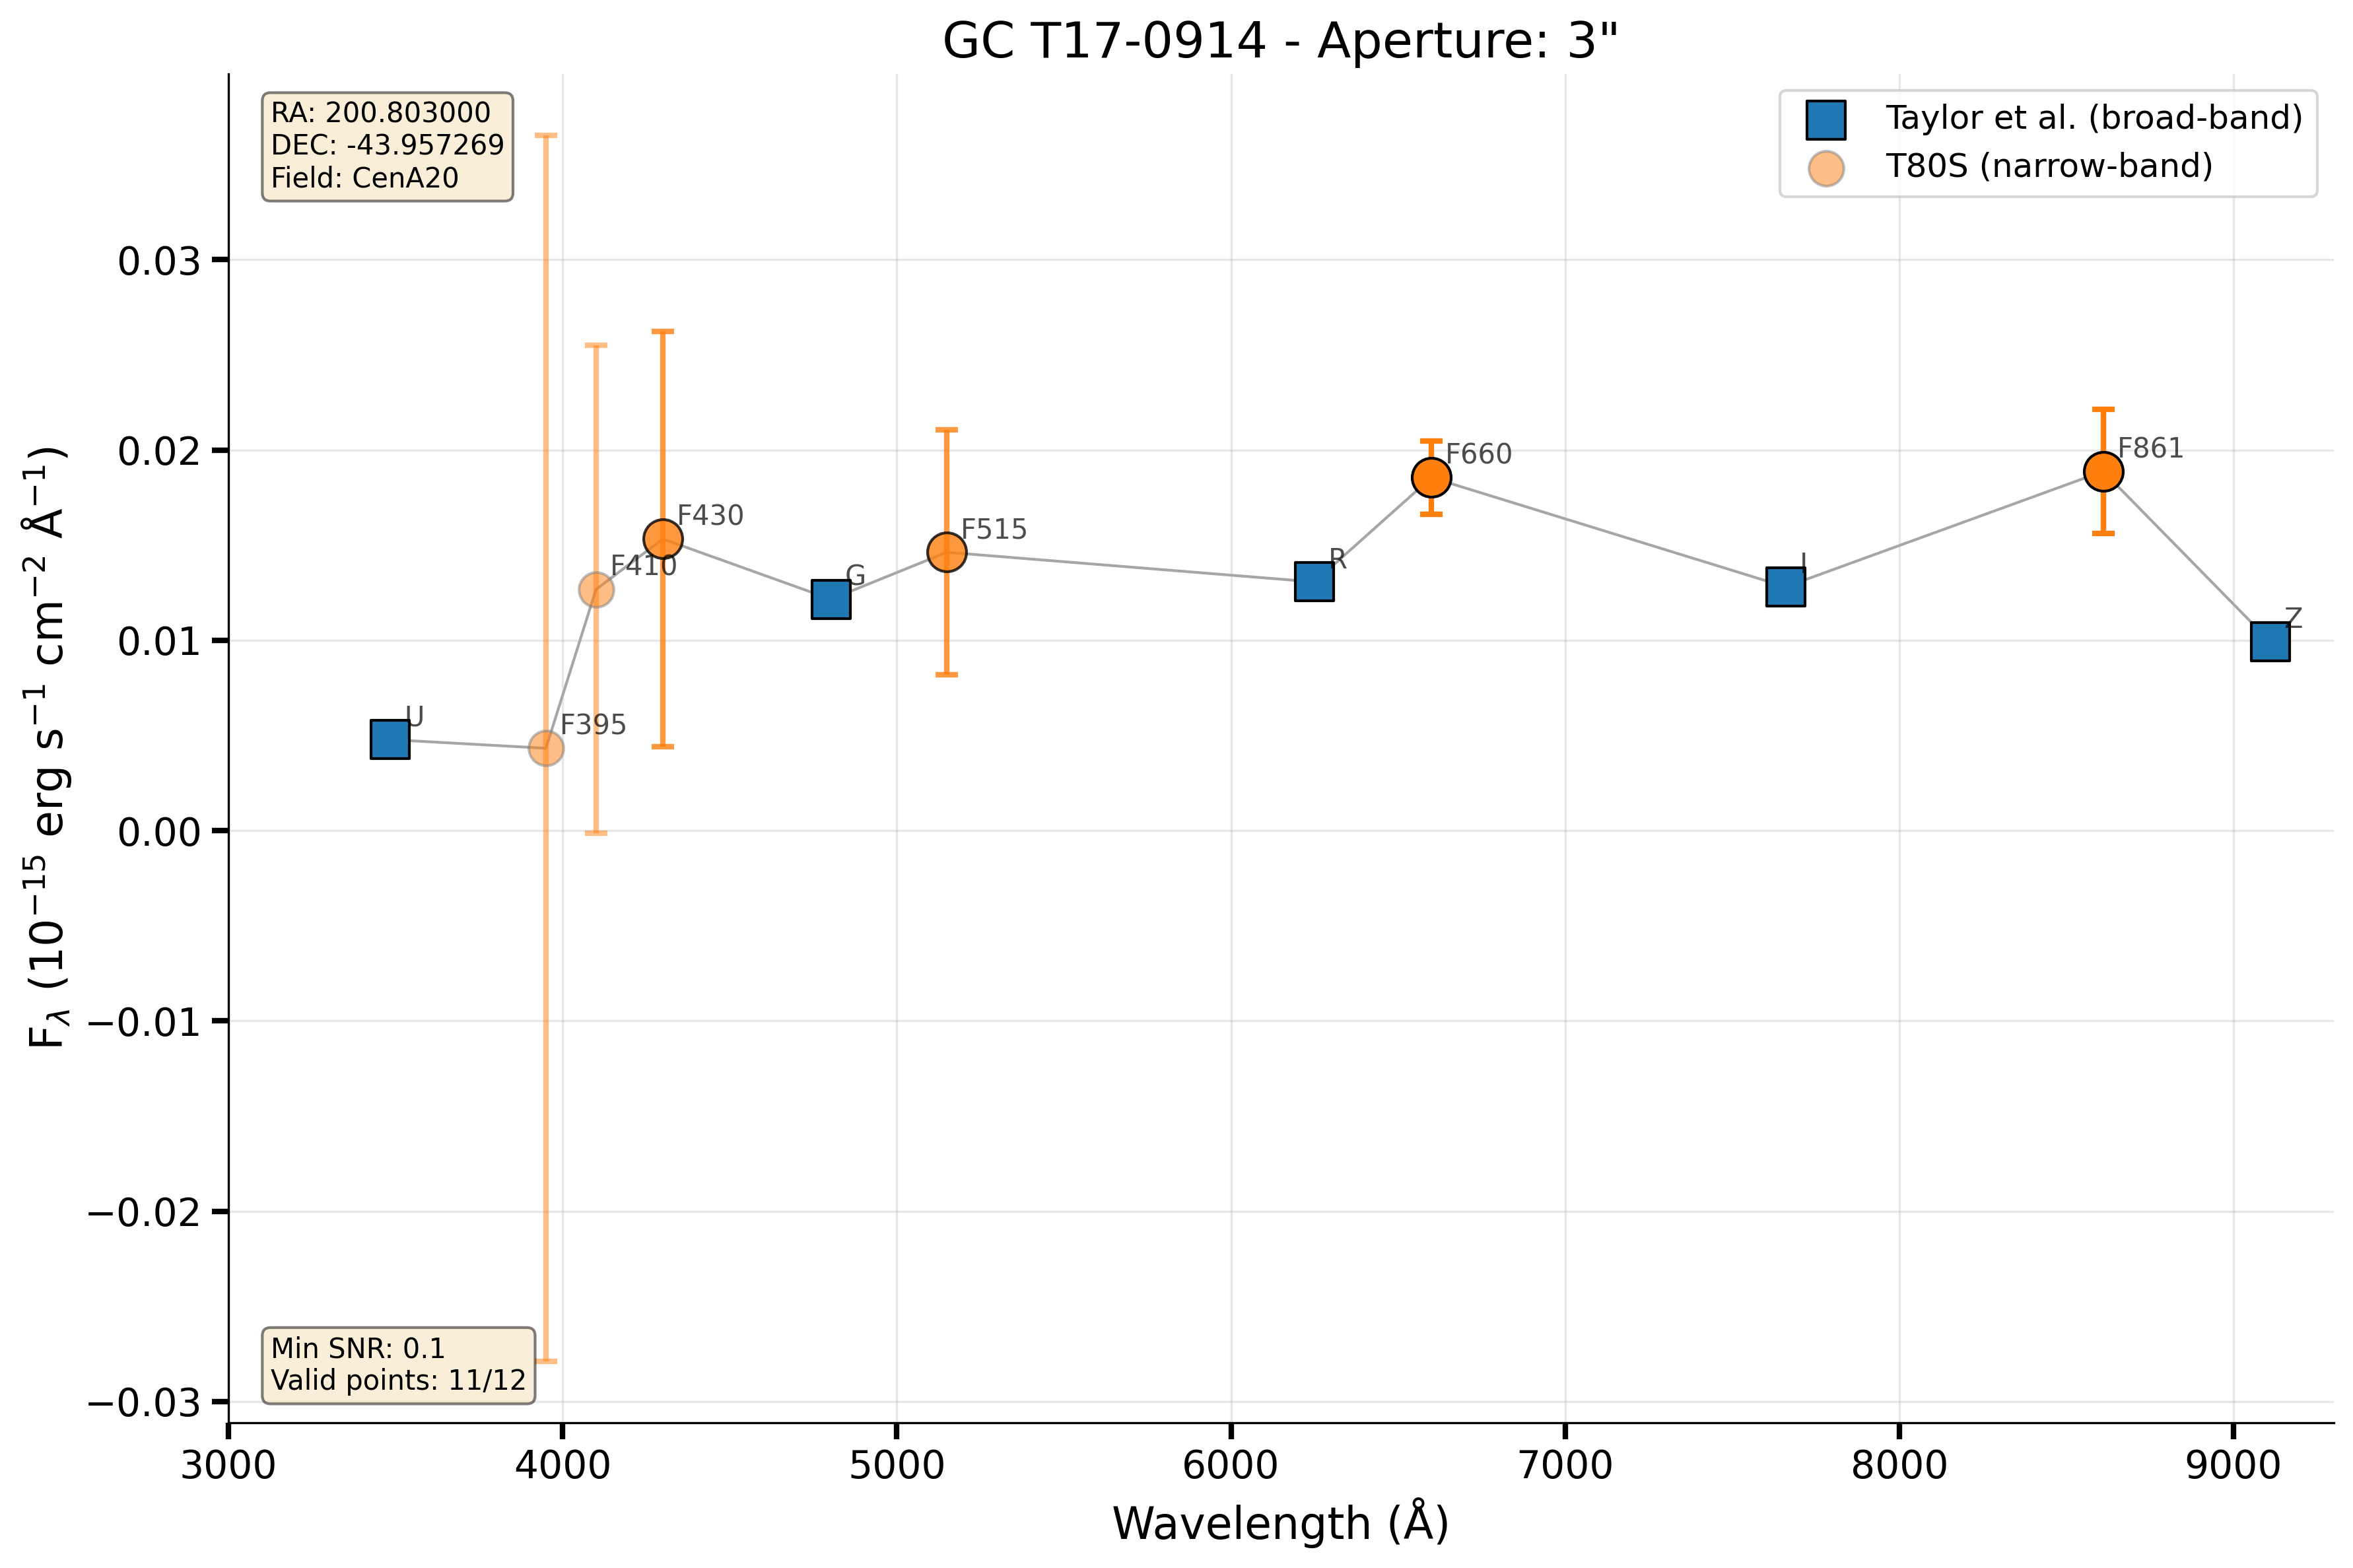 GC T17-0914 - Aperture: 3"
RA: 200.803000
DEC: -43.957269
Field: CenA20
Taylor et al. (broad-band)
T80S (narrow-band)
F_λ (10⁻¹⁵ erg s⁻¹ cm⁻² Å⁻¹)
0.03
0.02
0.01
0.00
−0.01
−0.02
−0.03
U
F395
F410
F430
G
F515
R
F660
I
F861
Z
Min SNR: 0.1
Valid points: 11/12
3000
4000
5000
6000
7000
8000
9000
Wavelength (Å)